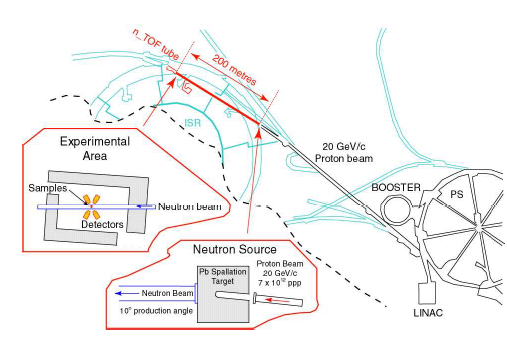 n_TOF tube
200 metres
ISR
20 GeV/c
Proton beam
BOOSTER
PS
LINAC
Experimental
Area
Samples
Neutron beam
Detectors
Neutron Source
Pb Spallation
Target
Proton Beam
20 GeV/c
7 x 10¹² ppp
Neutron Beam
10° production angle